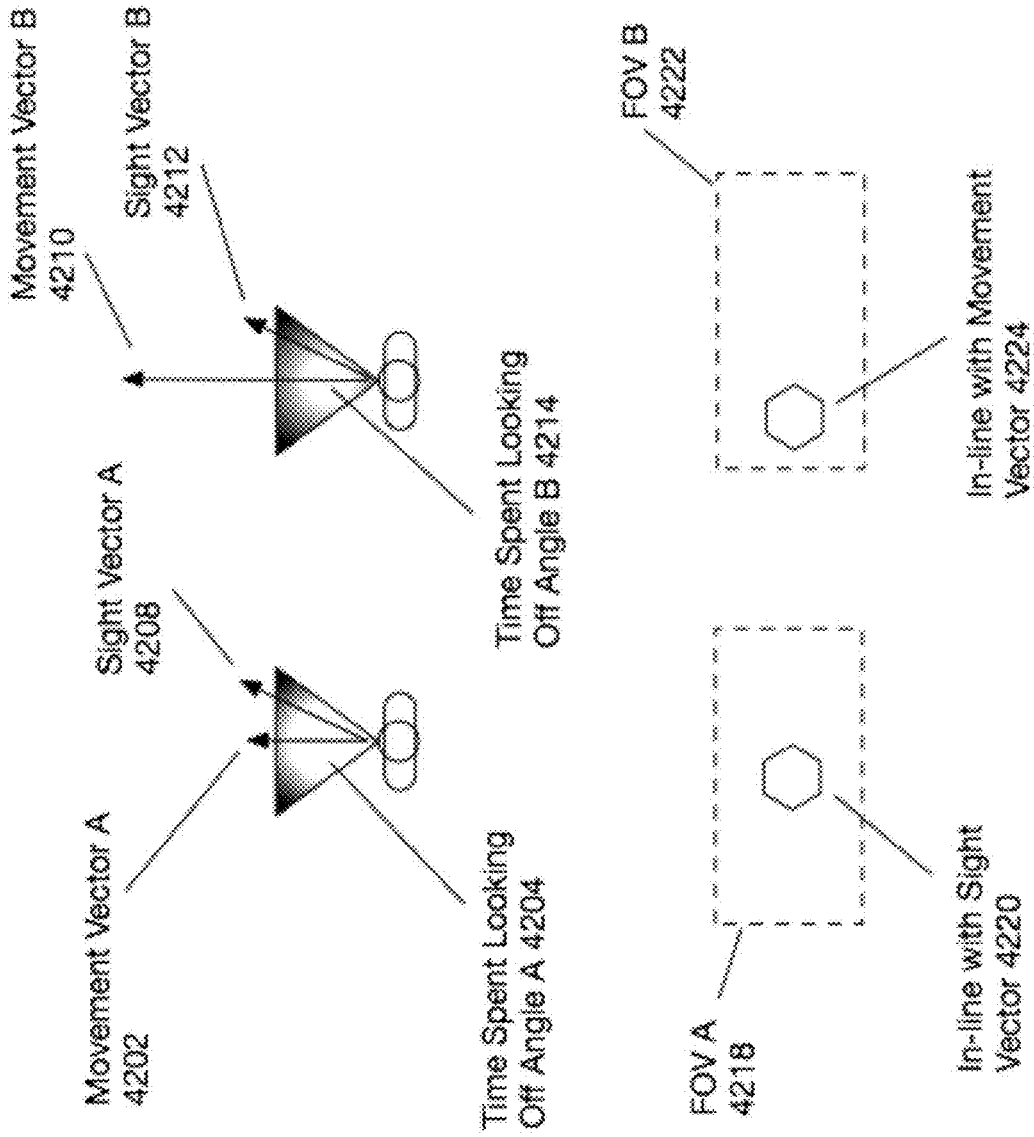 Movement Vector A
4202
Sight Vector A
4208
Movement Vector B
4210
Sight Vector B
4212
Time Spent Looking
Off Angle A 4204
Time Spent Looking
Off Angle B 4214
FOV A
4218
In-line with Sight
Vector 4220
FOV B
4222
In-line with Movement
Vector 4224